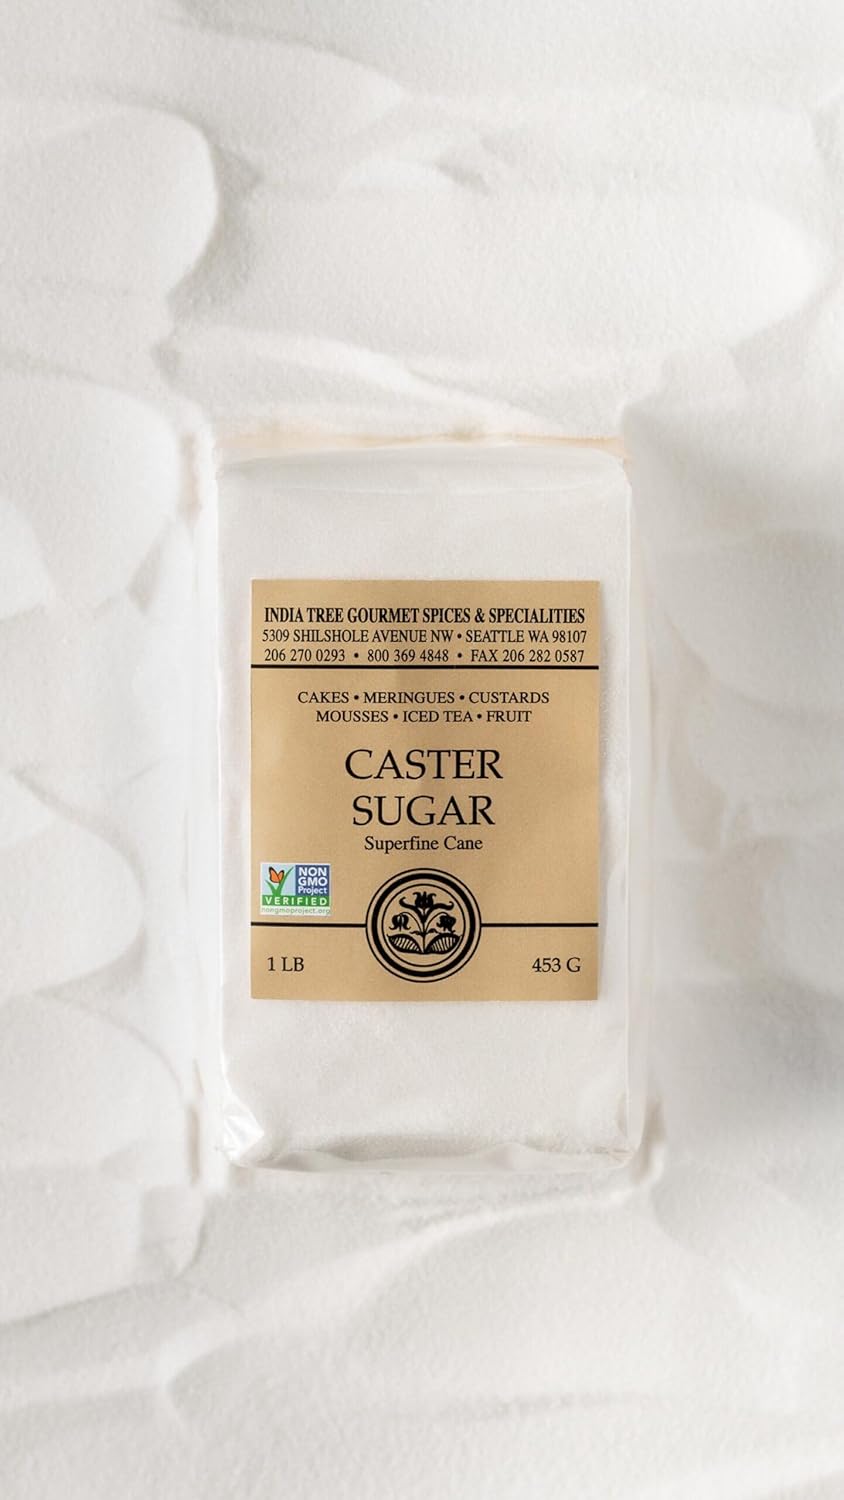 INDIA TREE GOURMET SPICES & SPECIALITIES
5309 SHILSHOLE AVENUE NW • SEATTLE WA 98107
206 270 0293 • 800 369 4848 • FAX 206 282 0587
CAKES • MERINGUES • CUSTARDS
MOUSSES • ICED TEA • FRUIT
CASTER
SUGAR
Superfine Cane
NON
GMO
Project
VERIFIED
nongmoproject.org
1 LB 453 G